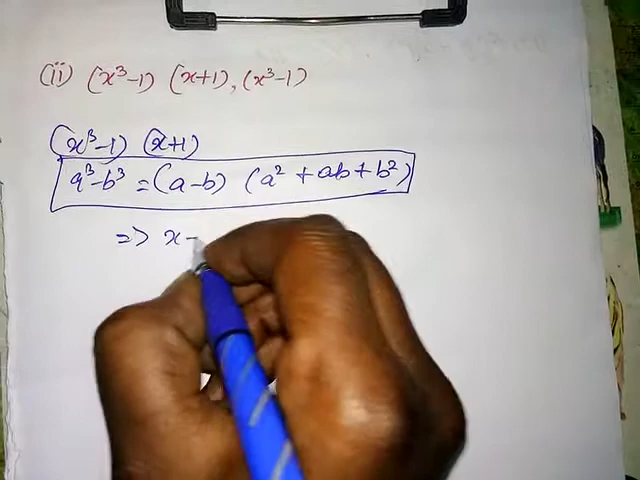 (ii) (x³-1) (x+1), (x³-1)
(x³-1) (x+1)
a³-b³ = (a-b) (a² + ab + b²)
=> x -